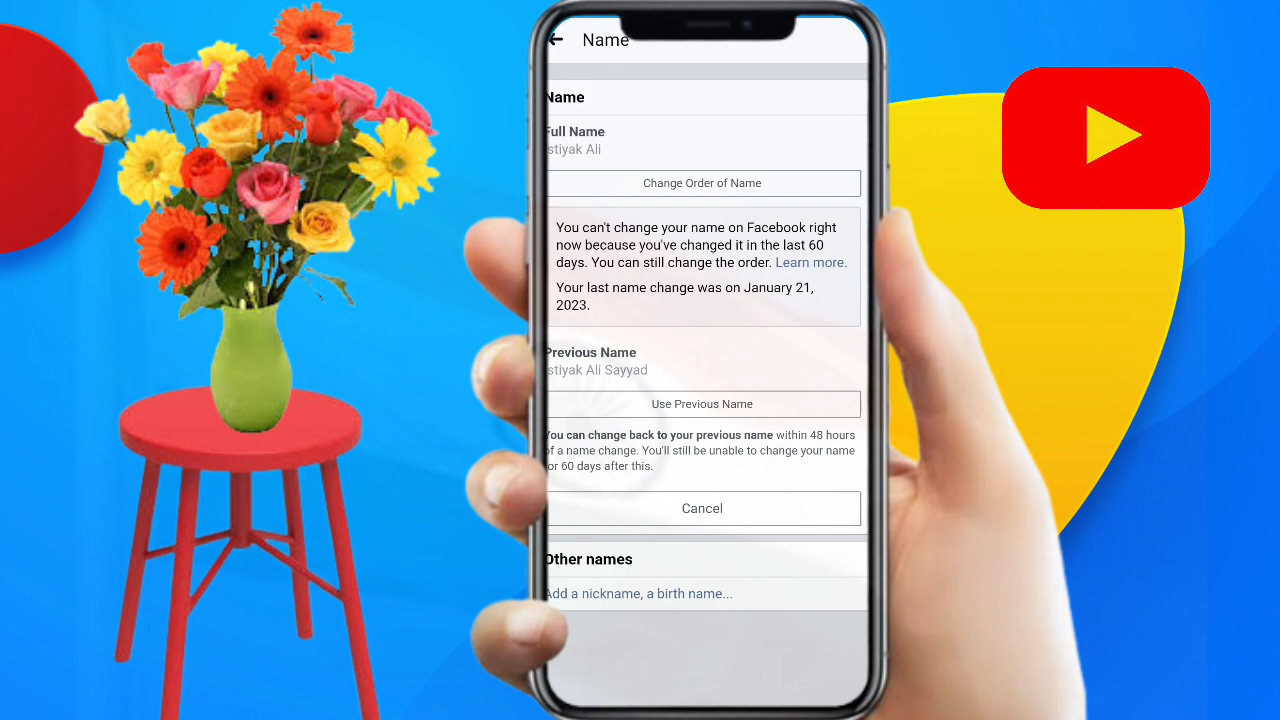 Name
Name
Full Name
stiyak Ali
Change Order of Name
You can't change your name on Facebook right
now because you've changed it in the last 60
days. You can still change the order. Learn more.
Your last name change was on January 21,
2023.
Previous Name
stiyak Ali Sayyad
Use Previous Name
You can change back to your previous name within 48 hours
of a name change. You'll still be unable to change your name
for 60 days after this.
Cancel
Other names
Add a nickname, a birth name...